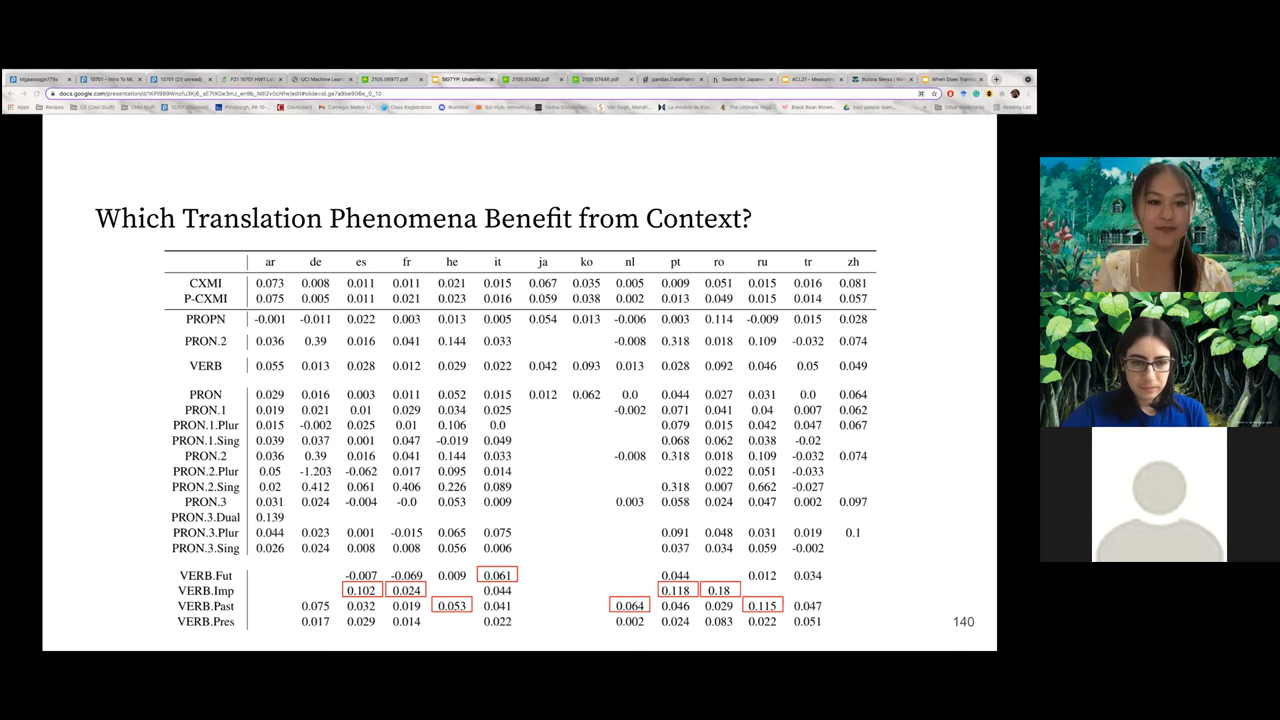 docs.google.com/presentation/d/
Which Translation Phenomena Benefit from Context?
ar de es fr he it ja ko nl pt ro ru tr zh
CXMI 0.073 0.008 0.011 0.011 0.021 0.015 0.067 0.035 0.005 0.009 0.051 0.015 0.016 0.081
P-CXMI 0.075 0.005 0.011 0.021 0.023 0.016 0.059 0.038 0.002 0.013 0.049 0.015 0.014 0.057
PROPN -0.001 -0.011 0.022 0.003 0.013 0.005 0.054 0.013 -0.006 0.003 0.114 -0.009 0.015 0.028
PRON.2 0.036 0.39 0.016 0.041 0.144 0.033 -0.008 0.318 0.018 0.109 -0.032 0.074
VERB 0.055 0.013 0.028 0.012 0.029 0.022 0.042 0.093 0.013 0.028 0.092 0.046 0.05 0.049
PRON 0.029 0.016 0.003 0.011 0.032 0.015 0.012 0.062 0.0 0.044 0.027 0.031 0.0 0.064
PRON.1 0.019 0.021 0.01 0.029 0.034 0.025 -0.002 0.071 0.041 0.04 0.007 0.062
PRON.1.Plur 0.015 -0.002 0.025 0.01 0.106 0.0 0.079 0.015 0.042 0.047 0.067
PRON.1.Sing 0.039 0.037 0.001 0.047 -0.019 0.049 0.068 0.062 0.038 -0.02
PRON.2 0.036 0.39 0.016 0.041 0.144 0.033 -0.008 0.318 0.018 0.109 -0.032 0.074
PRON.2.Plur 0.05 -1.203 -0.062 0.017 0.095 0.014 0.022 0.051 -0.033
PRON.2.Sing 0.02 0.412 0.061 0.406 0.226 0.089 0.318 0.007 0.662 -0.027
PRON.3 0.031 0.024 -0.004 -0.0 0.053 0.009 0.003 0.058 0.024 0.047 0.002 0.097
PRON.3.Dual 0.139
PRON.3.Plur 0.044 0.023 0.001 -0.015 0.065 0.075 0.091 0.048 0.031 0.019 0.1
PRON.3.Sing 0.026 0.024 0.008 0.008 0.056 0.006 0.037 0.034 0.059 -0.002
VERB.Fut -0.007 -0.069 0.009 0.061 0.044 0.012 0.034
VERB.Imp 0.102 0.024 0.044 0.118 0.18
VERB.Past 0.075 0.032 0.019 0.053 0.041 0.064 0.046 0.029 0.115 0.047
VERB.Pres 0.017 0.029 0.014 0.022 0.002 0.024 0.083 0.022 0.051
140